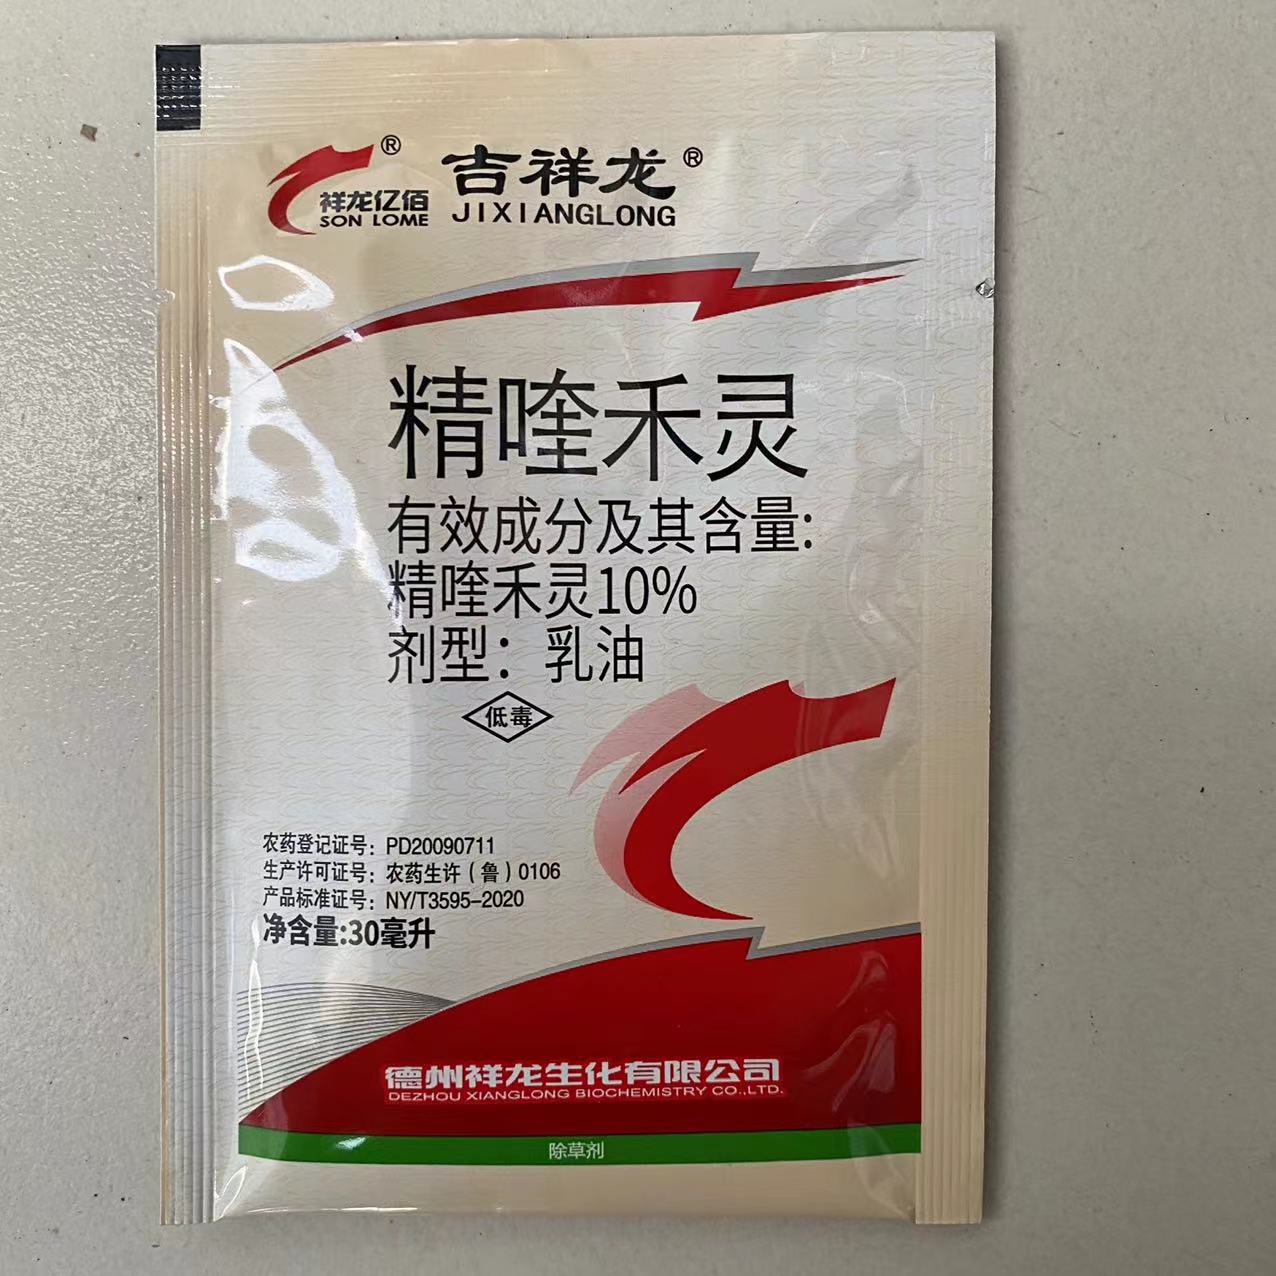 祥龙亿佰®
SON LOME
吉祥龙®
JIXIANGLONG
精喹禾灵
有效成分及其含量:
精喹禾灵10%
剂型：乳油
低毒
农药登记证号：PD20090711
生产许可证号：农药生许（鲁）0106
产品标准证号：NY/T3595-2020
净含量:30毫升
德州祥龙生化有限公司
DEZHOU XIANGLONG BIOCHEMISTRY CO.,LTD.
除草剂